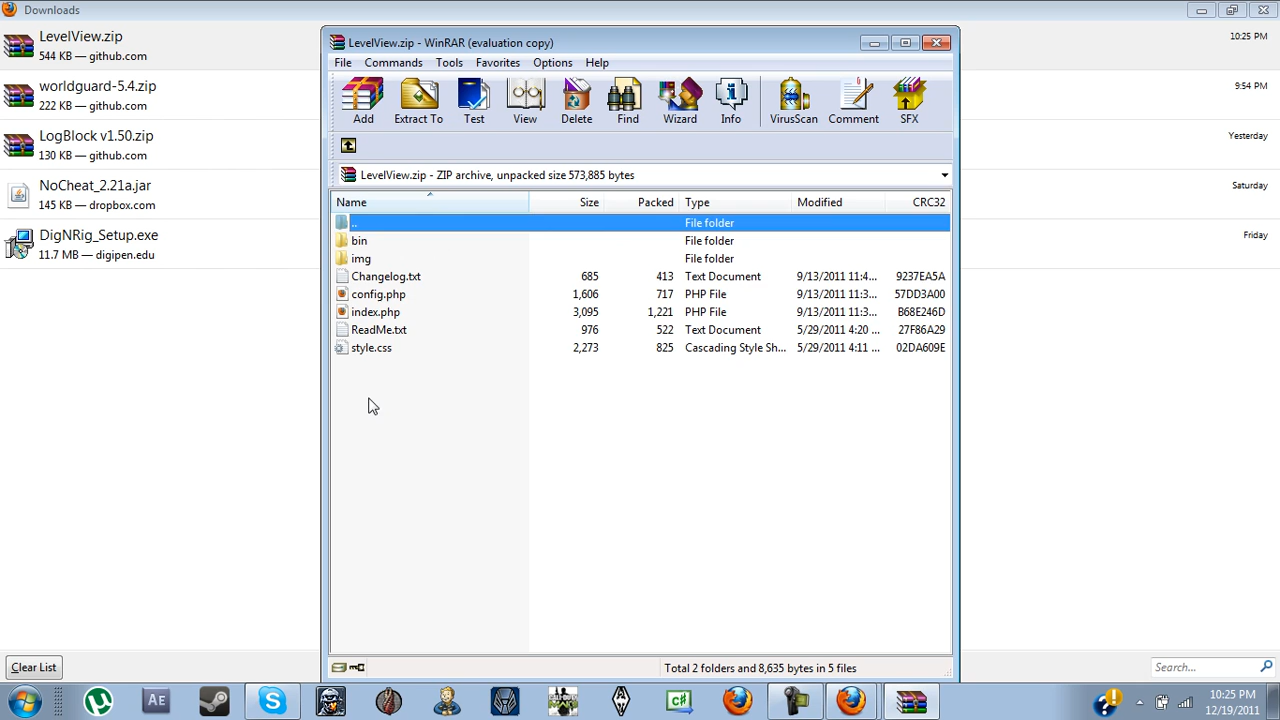 Downloads
LevelView.zip
544 KB — github.com
10:25 PM
worldguard-5.4.zip
222 KB — github.com
9:54 PM
LogBlock v1.50.zip
130 KB — github.com
Yesterday
NoCheat_2.21a.jar
145 KB — dropbox.com
Saturday
DigNRig_Setup.exe
11.7 MB — digipen.edu
Friday
LevelView.zip - WinRAR (evaluation copy)
File Commands Tools Favorites Options Help
Add Extract To Test View Delete Find Wizard Info VirusScan Comment SFX
LevelView.zip - ZIP archive, unpacked size 573,885 bytes
Name Size Packed Type Modified CRC32
.. File folder
bin File folder
img File folder
Changelog.txt 685 413 Text Document 9/13/2011 11:4... 9237EA5A
config.php 1,606 717 PHP File 9/13/2011 11:3... 57DD3A00
index.php 3,095 1,221 PHP File 9/13/2011 11:3... B68E246D
ReadMe.txt 976 522 Text Document 5/29/2011 4:20 ... 27F86A29
style.css 2,273 825 Cascading Style Sh... 5/29/2011 4:11 ... 02DA609E
Total 2 folders and 8,635 bytes in 5 files
Clear List
Search...
AE
C#
10:25 PM
12/19/2011